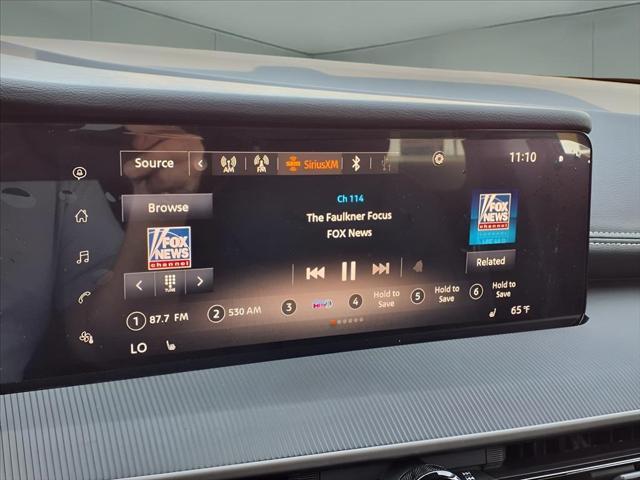 Source
AM
FM
SiriusXM
11:10
Browse
Ch 114
The Faulkner Focus
FOX News
FOX
NEWS
channel
FOX
NEWS
channel
TUNE
Related
1 87.7 FM
2 530 AM
3
4 Hold to Save
5 Hold to Save
6 Hold to Save
LO
65 °F